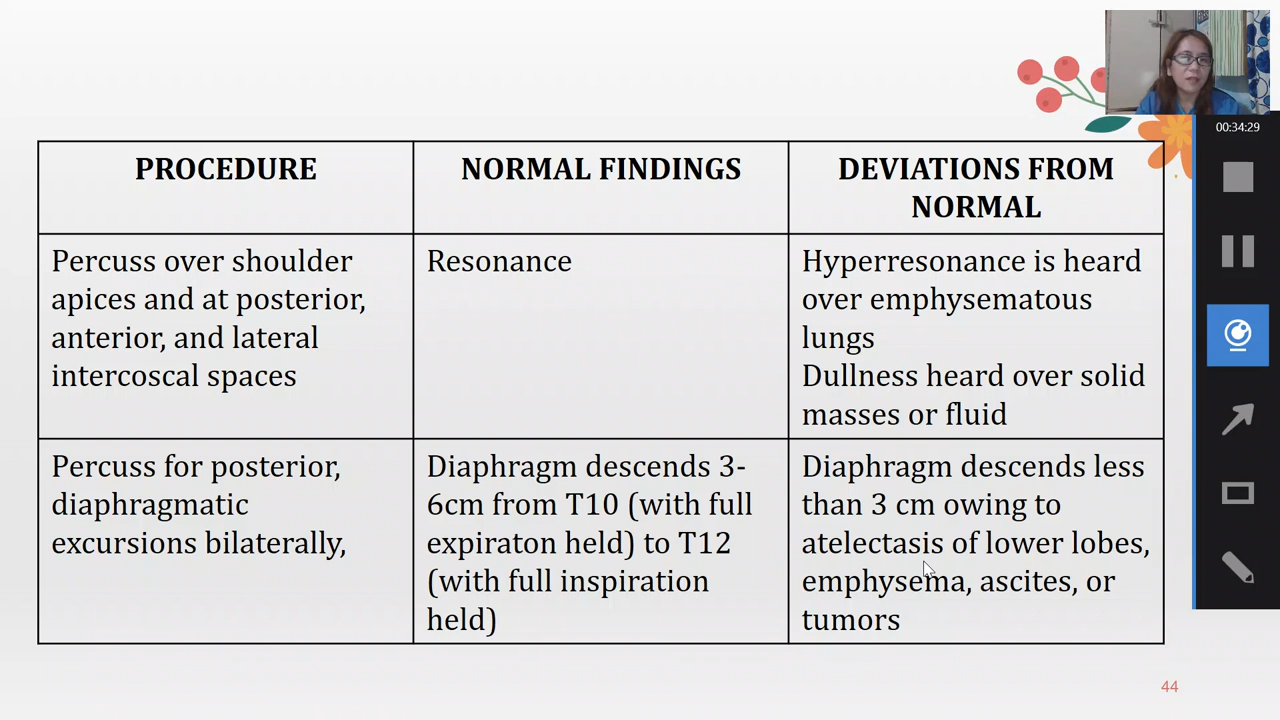 00:34:29
PROCEDURE
NORMAL FINDINGS
DEVIATIONS FROM
NORMAL
Percuss over shoulder
apices and at posterior,
anterior, and lateral
intercoscal spaces
Resonance
Hyperresonance is heard
over emphysematous
lungs
Dullness heard over solid
masses or fluid
Percuss for posterior,
diaphragmatic
excursions bilaterally,
Diaphragm descends 3-
6cm from T10 (with full
expiraton held) to T12
(with full inspiration
held)
Diaphragm descends less
than 3 cm owing to
atelectasis of lower lobes,
emphysema, ascites, or
tumors
44